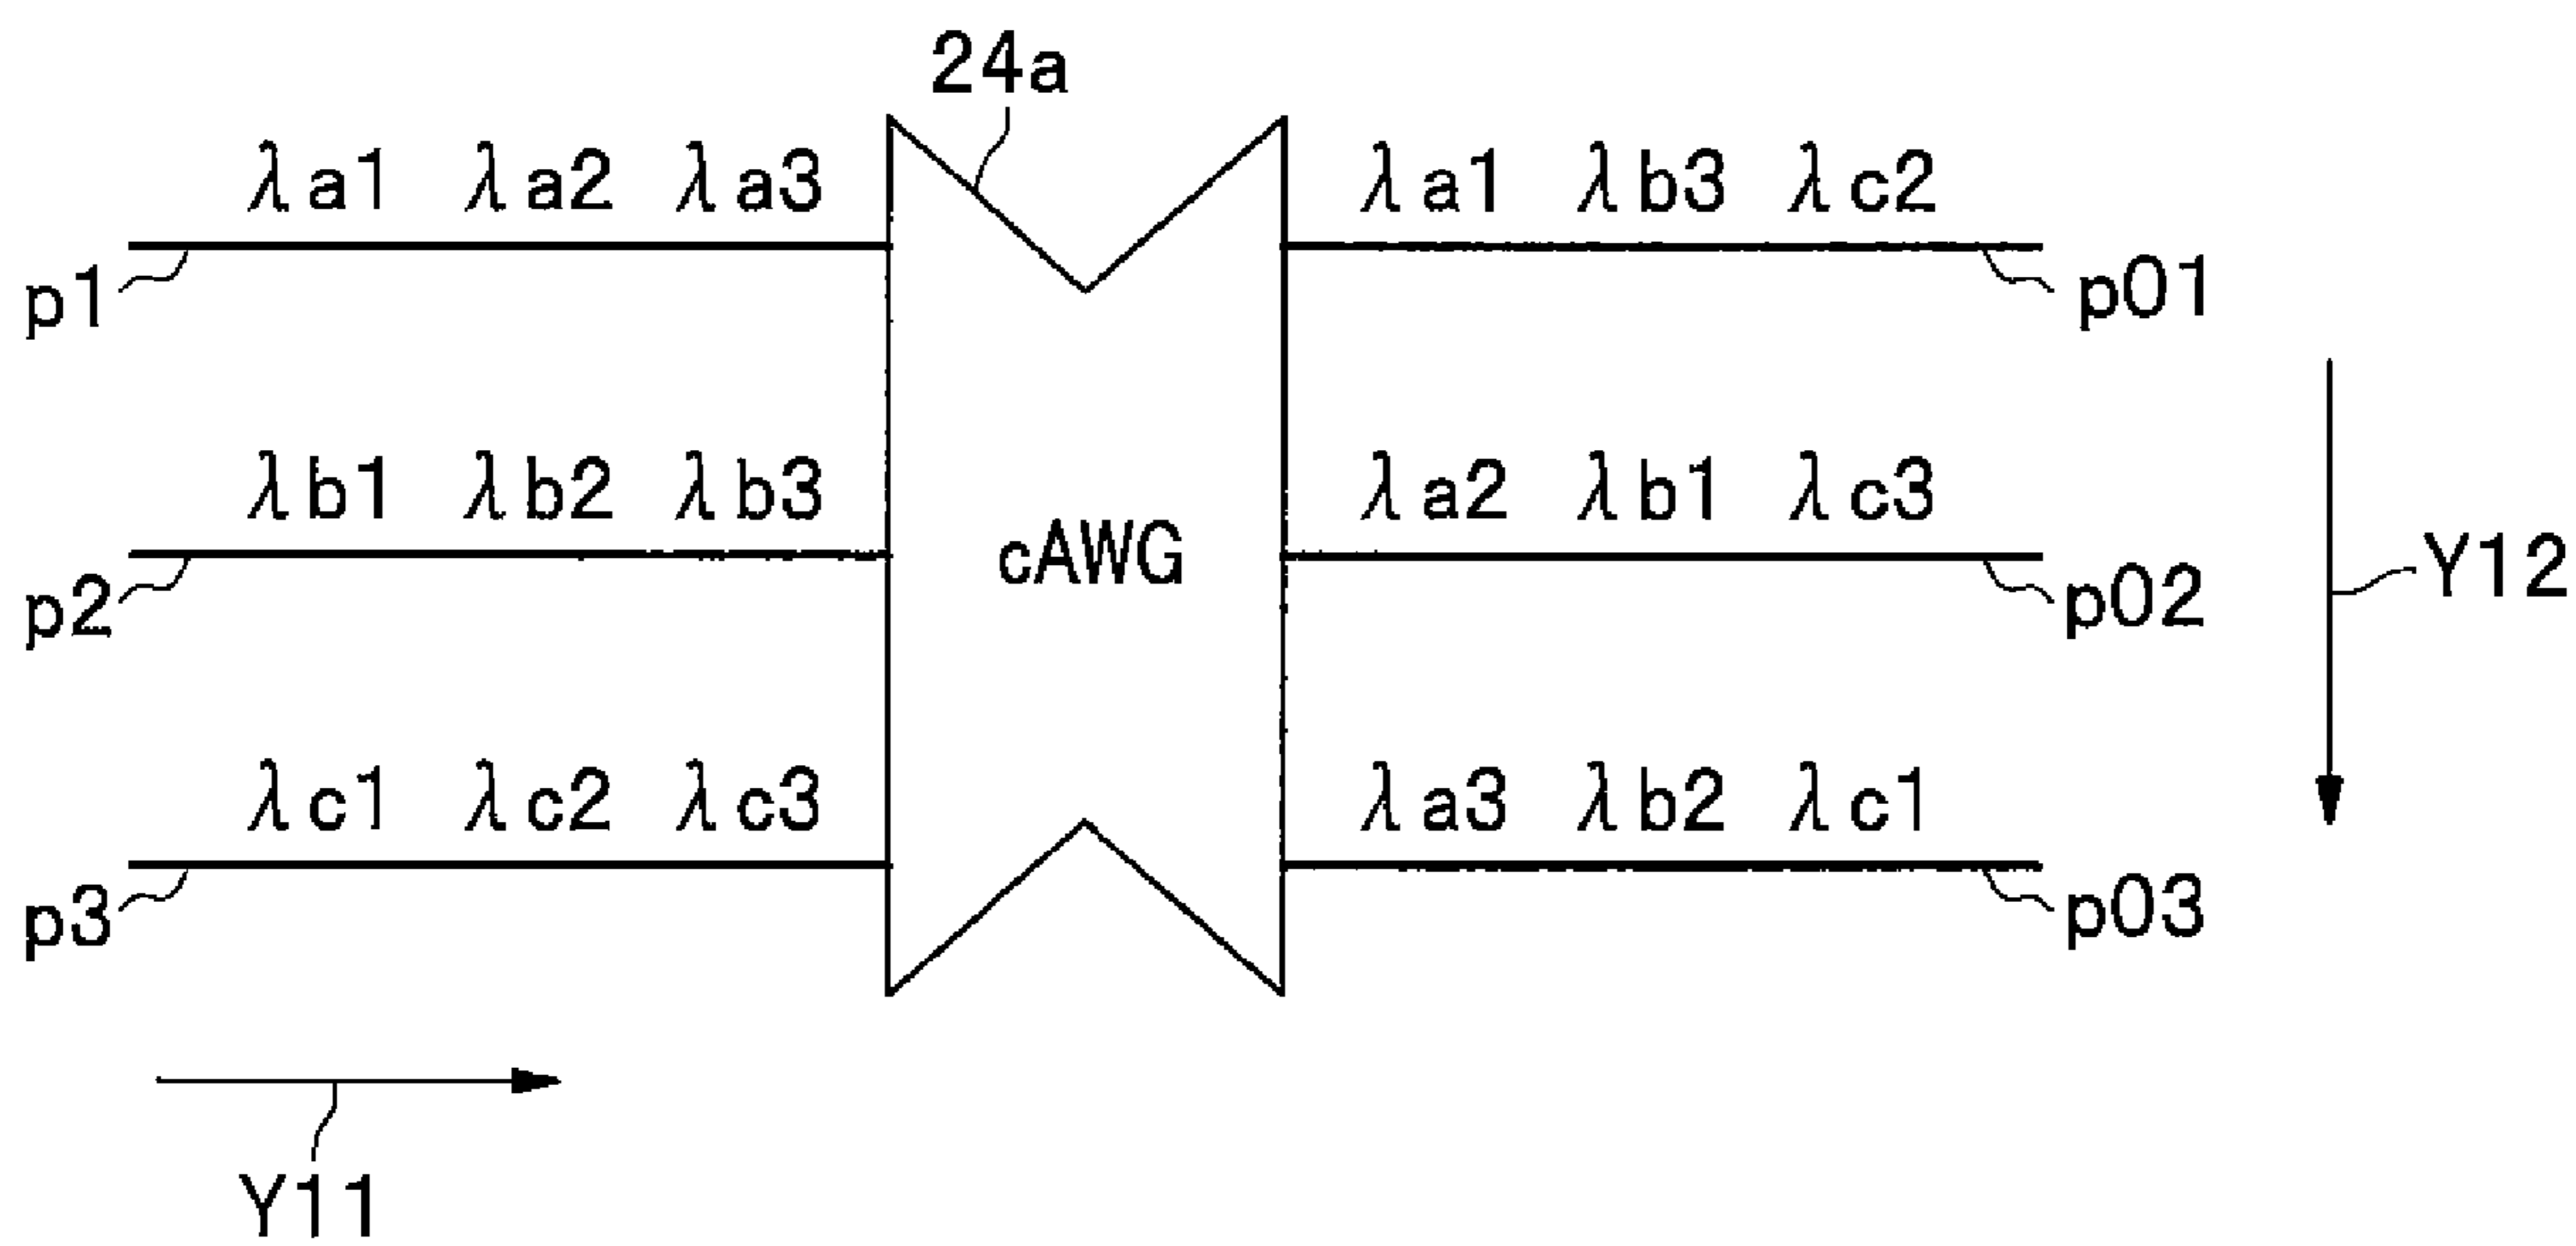 24a
λa1 λa2 λa3
λa1 λb3 λc2
p1
p01
λb1 λb2 λb3
λa2 λb1 λc3
cAWG
Y12
p2
p02
λc1 λc2 λc3
λa3 λb2 λc1
p3
p03
Y11